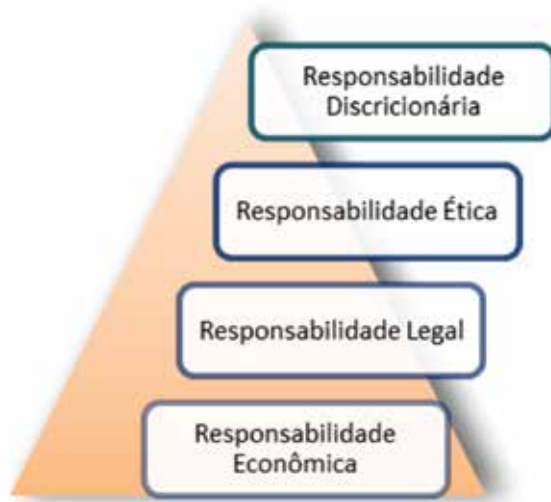 Responsabilidade
Discricionária
Responsabilidade Ética
Responsabilidade Legal
Responsabilidade
Econômica